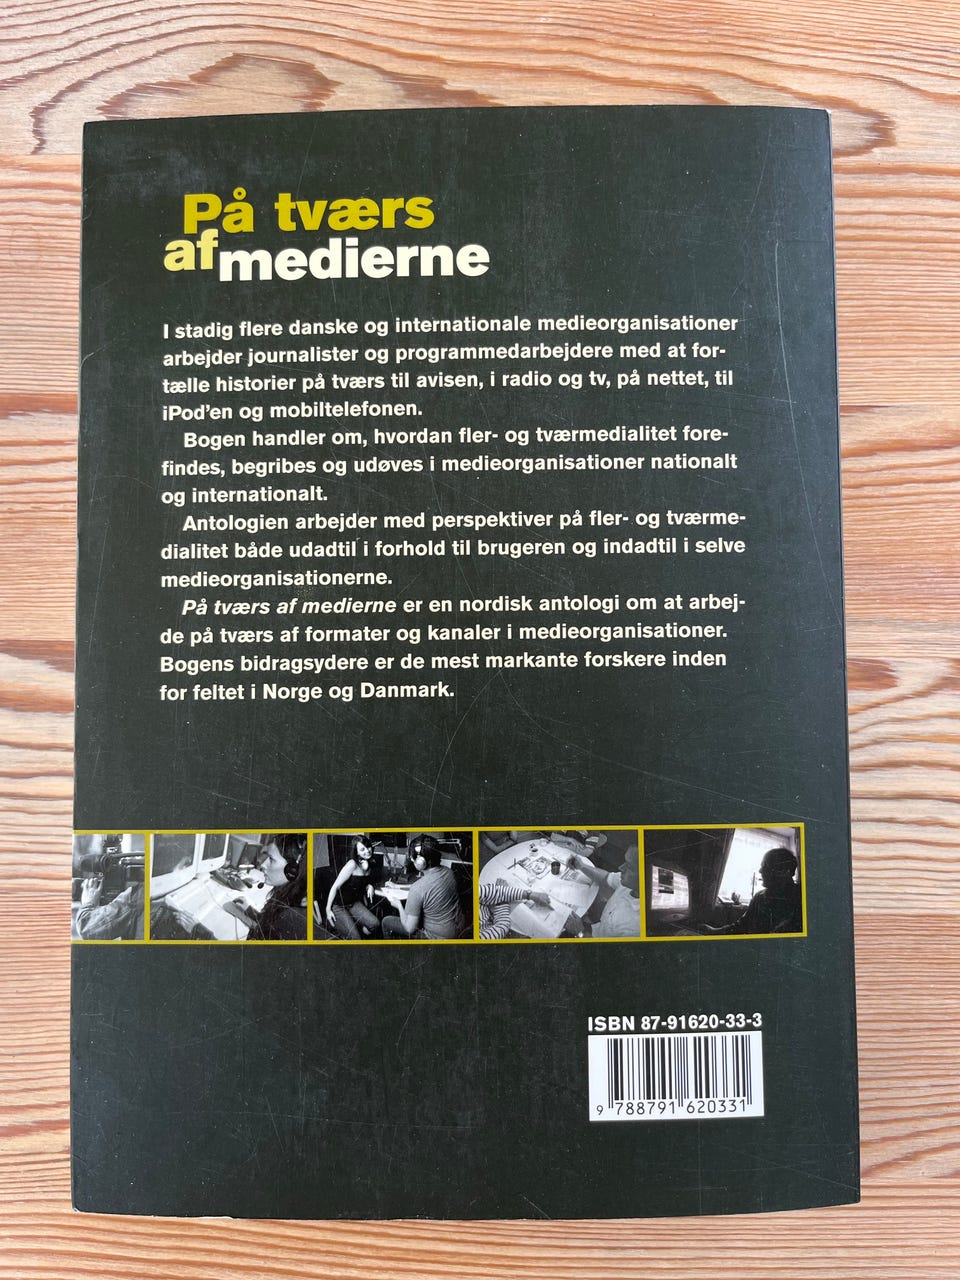 På tværs
af medierne
I stadig flere danske og internationale medieorganisationer
arbejder journalister og programmedarbejdere med at for-
tælle historier på tværs til avisen, i radio og tv, på nettet, til
iPod'en og mobiltelefonen.
Bogen handler om, hvordan fler- og tværmedialitet fore-
findes, begribes og udøves i medieorganisationer nationalt
og internationalt.
Antologien arbejder med perspektiver på fler- og tværme-
dialitet både udadtil i forhold til brugeren og indadtil i selve
medieorganisationerne.
På tværs af medierne er en nordisk antologi om at arbej-
de på tværs af formater og kanaler i medieorganisationer.
Bogens bidragsydere er de mest markante forskere inden
for feltet i Norge og Danmark.
ISBN 87-91620-33-3
9 788791 620331